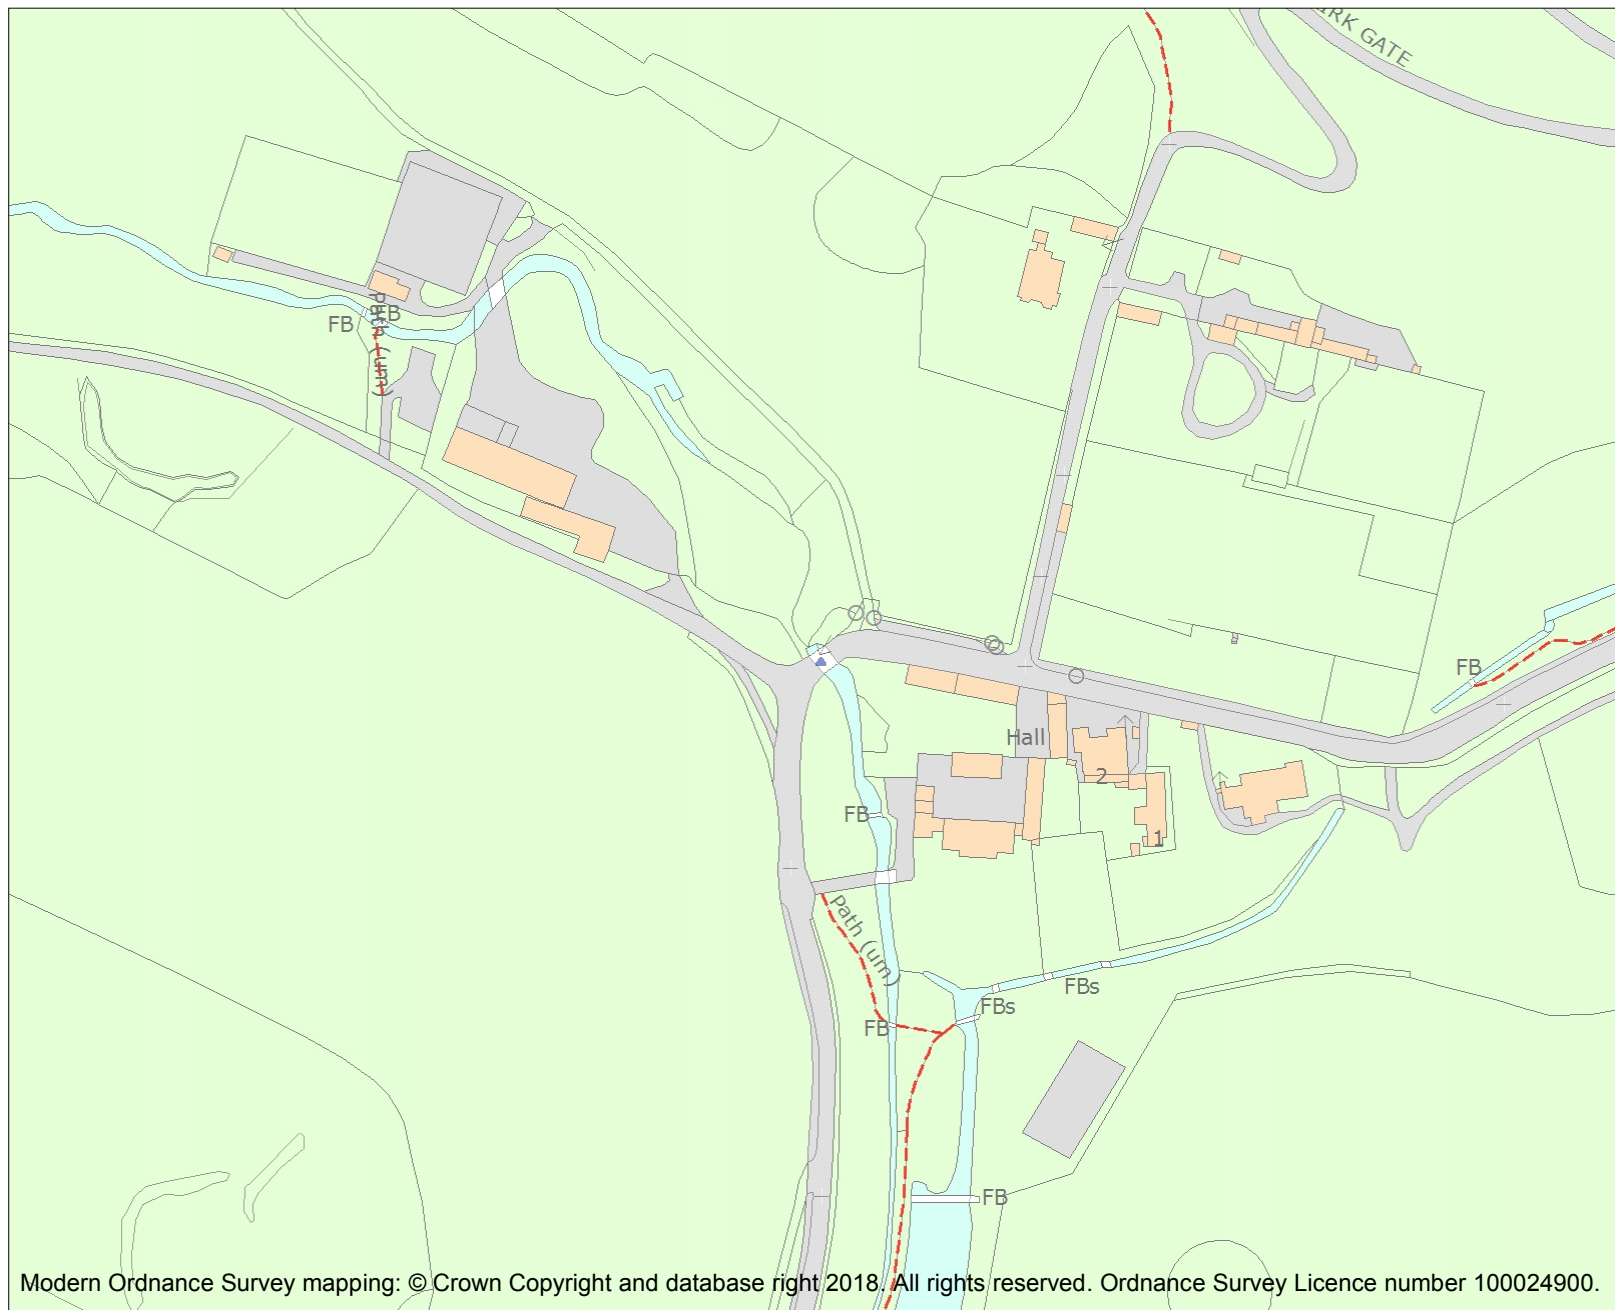 IRK GATE
FB
FB
Path (um)
FB
Hall
2
FB
1
Path (um)
FBs
FBs
FB
FB
Modern Ordnance Survey mapping: © Crown Copyright and database right 2018. All rights reserved. Ordnance Survey Licence number 100024900.